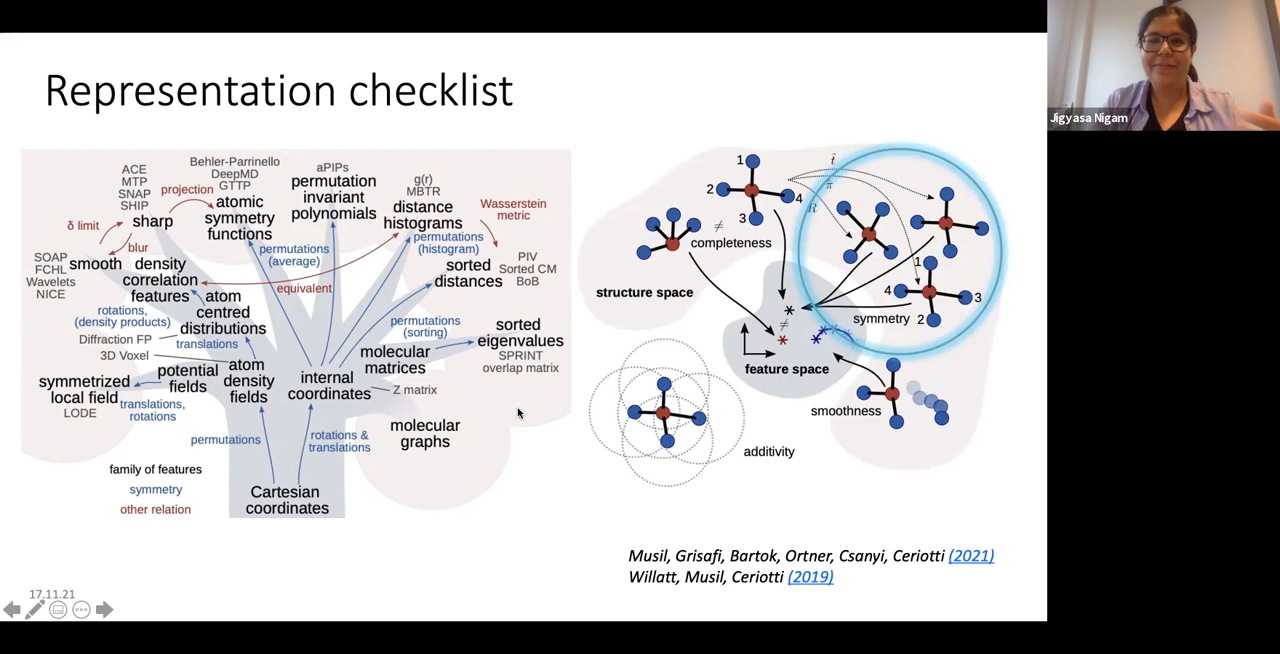 Representation checklist
Jigyasa Nigam
ACE
MTP
SNAP
SHIP
sharp
projection
Behler-Parrinello
DeepMD
GTTP
atomic
symmetry
functions
aPIPs
permutation
invariant
polynomials
g(r)
MBTR
distance
histograms
Wasserstein
metric
δ limit
blur
permutations
(average)
permutations
(histogram)
SOAP
FCHL
Wavelets
NICE
smooth
density
correlation
features
equivalent
sorted
distances
PIV
Sorted CM
BoB
rotations,
(density products)
atom
centred
distributions
Diffraction FP
translations
3D Voxel
permutations
(sorting)
sorted
eigenvalues
SPRINT
overlap matrix
molecular
matrices
symmetrized
local field
LODE
potential
fields
translations,
rotations
atom
density
fields
internal
coordinates
Z matrix
permutations
rotations &
translations
molecular
graphs
family of features
symmetry
other relation
Cartesian
coordinates
1
2
3
4
t̂
π̂
R̂
≠
completeness
structure space
1
4
3
2
symmetry
≠
feature space
smoothness
additivity
Musil, Grisafi, Bartok, Ortner, Csanyi, Ceriotti (2021)
Willatt, Musil, Ceriotti (2019)
17.11.21